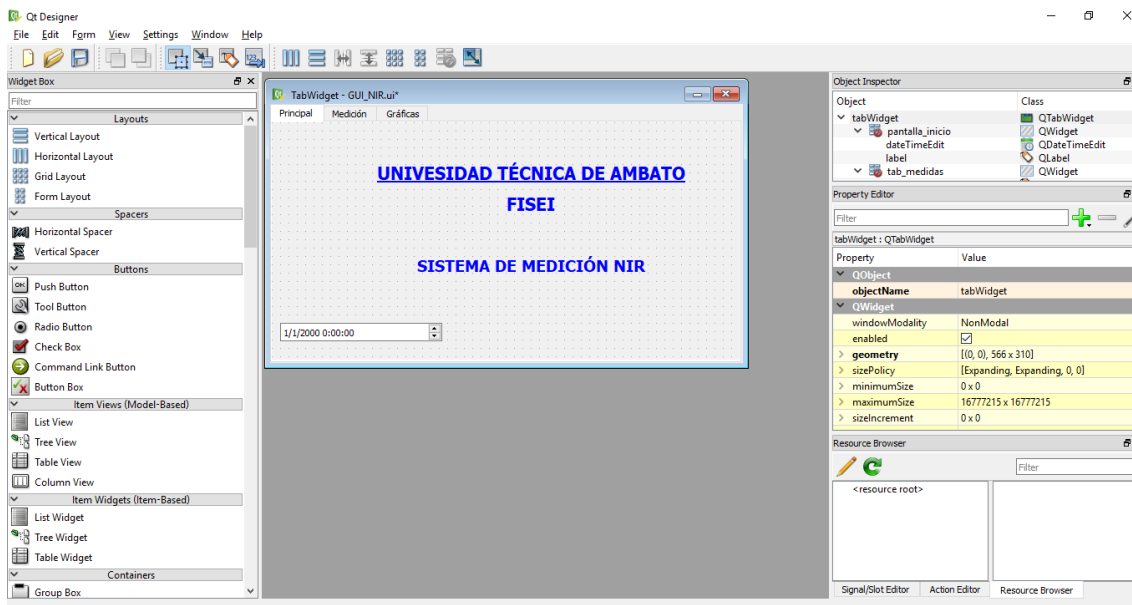 Qt Designer
File Edit Form View Settings Window Help
Widget Box
Filter
Layouts
Vertical Layout
Horizontal Layout
Grid Layout
Form Layout
Spacers
Horizontal Spacer
Vertical Spacer
Buttons
OK Push Button
Tool Button
Radio Button
Check Box
Command Link Button
Button Box
Item Views (Model-Based)
List View
Tree View
Table View
Column View
Item Widgets (Item-Based)
List Widget
Tree Widget
Table Widget
Containers
Group Box
TabWidget - GUI_NIR.ui*
Principal Medición Gráficas
UNIVESIDAD TÉCNICA DE AMBATO
FISEI
SISTEMA DE MEDICIÓN NIR
1/1/2000 0:00:00
Object Inspector
Object Class
tabWidget QTabWidget
pantalla_inicio QWidget
dateTimeEdit QDateTimeEdit
label QLabel
tab_medidas QWidget
Property Editor
Filter
tabWidget : QTabWidget
Property Value
QObject
objectName tabWidget
QWidget
windowModality NonModal
enabled
geometry [(0, 0), 566 x 310]
sizePolicy [Expanding, Expanding, 0, 0]
minimumSize 0 x 0
maximumSize 16777215 x 16777215
sizeIncrement 0 x 0
Resource Browser
Filter
<resource root>
Signal/Slot Editor Action Editor Resource Browser